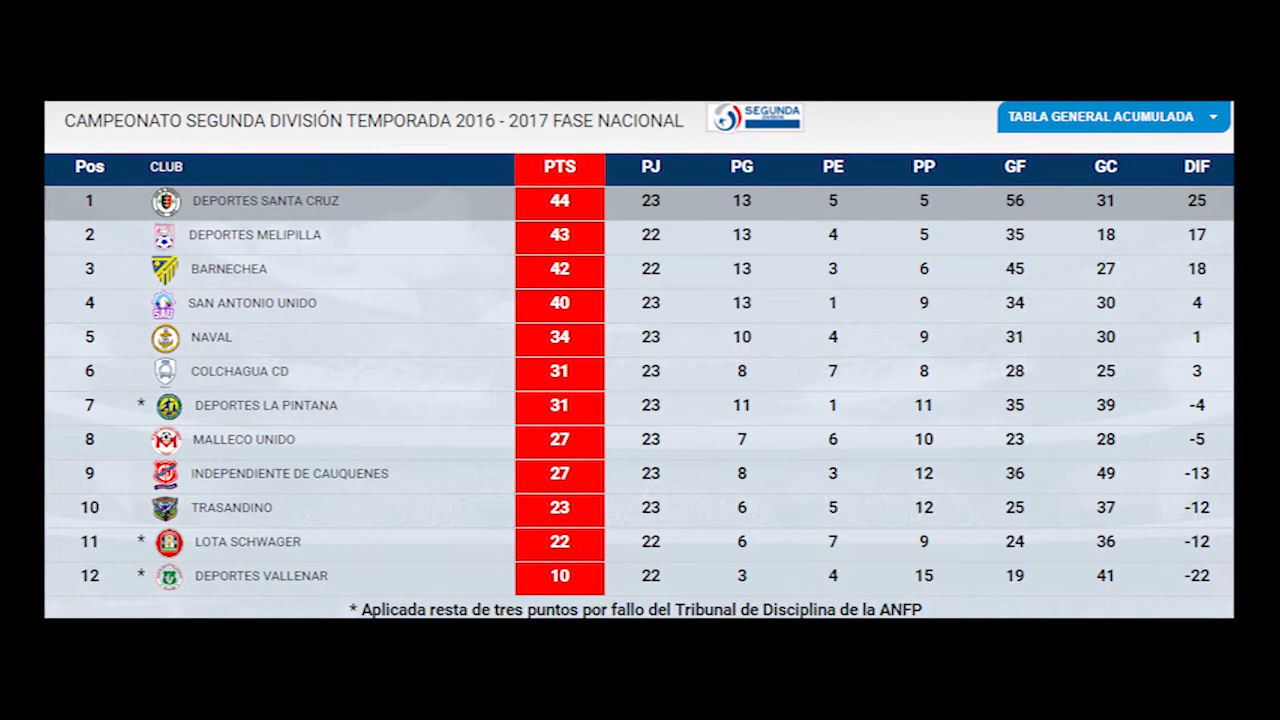 CAMPEONATO SEGUNDA DIVISIÓN TEMPORADA 2016 - 2017 FASE NACIONAL SEGUNDA DIVISIÓN TABLA GENERAL ACUMULADA
Pos CLUB PTS PJ PG PE PP GF GC DIF
1 DEPORTES SANTA CRUZ 44 23 13 5 5 56 31 25
2 DEPORTES MELIPILLA 43 22 13 4 5 35 18 17
3 BARNECHEA 42 22 13 3 6 45 27 18
4 SAN ANTONIO UNIDO 40 23 13 1 9 34 30 4
5 NAVAL 34 23 10 4 9 31 30 1
6 COLCHAGUA CD 31 23 8 7 8 28 25 3
7 * DEPORTES LA PINTANA 31 23 11 1 11 35 39 -4
8 MALLECO UNIDO 27 23 7 6 10 23 28 -5
9 INDEPENDIENTE DE CAUQUENES 27 23 8 3 12 36 49 -13
10 TRASANDINO 23 23 6 5 12 25 37 -12
11 * LOTA SCHWAGER 22 22 6 7 9 24 36 -12
12 * DEPORTES VALLENAR 10 22 3 4 15 19 41 -22
* Aplicada resta de tres puntos por fallo del Tribunal de Disciplina de la ANFP